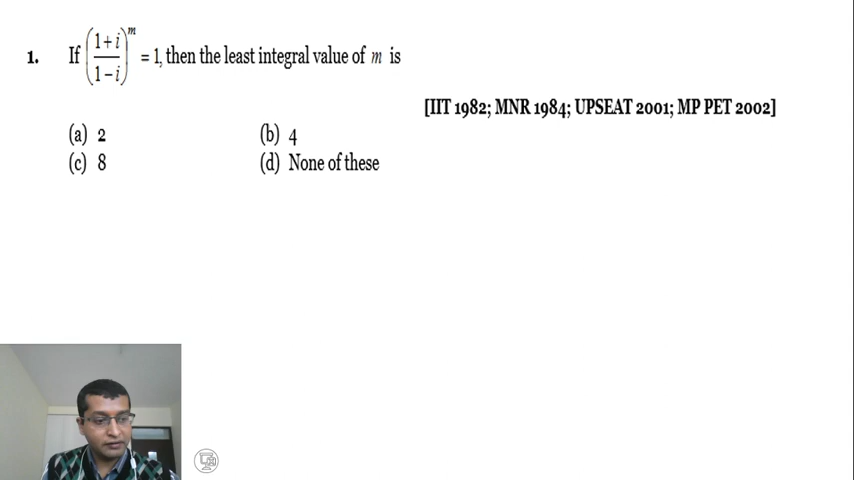 1. If ((1+i)/(1−i))^m = 1, then the least integral value of m is
[IIT 1982; MNR 1984; UPSEAT 2001; MP PET 2002]
(a) 2 (b) 4
(c) 8 (d) None of these